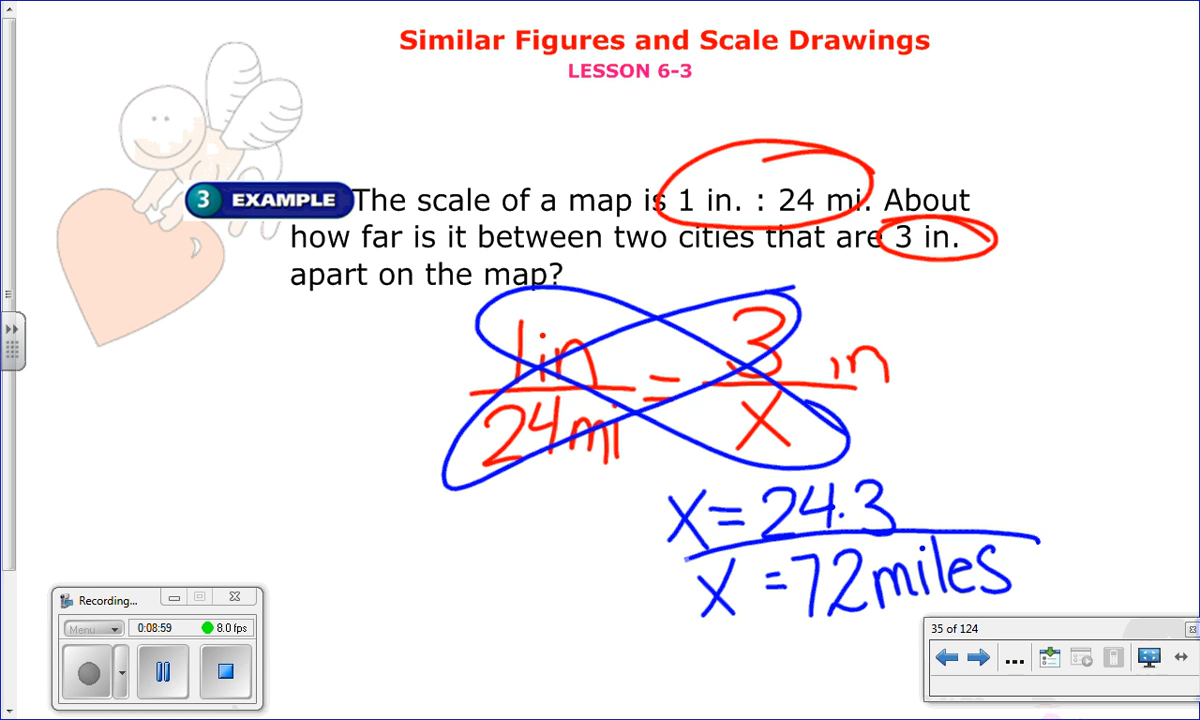 Similar Figures and Scale Drawings
LESSON 6-3
3 EXAMPLE The scale of a map is 1 in. : 24 mi. About
how far is it between two cities that are 3 in.
apart on the map?
1in = 3 in
24mi x
x = 24.3
x = 72miles
Recording...
Menu 0:08:59 8.0 fps
35 of 124
...